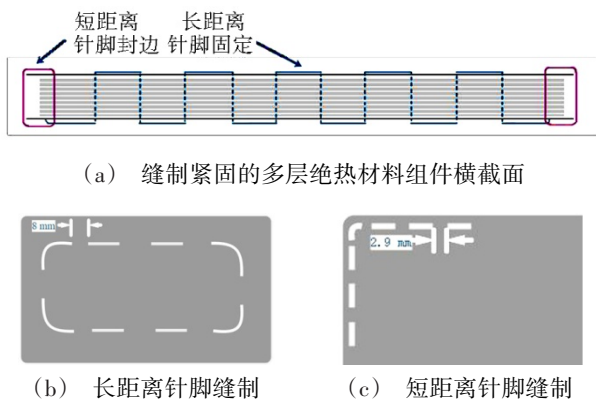 短距离 长距离
针脚封边 针脚固定
(a) 缝制紧固的多层绝热材料组件横截面
8 mm
2.9 mm
(b) 长距离针脚缝制 (c) 短距离针脚缝制